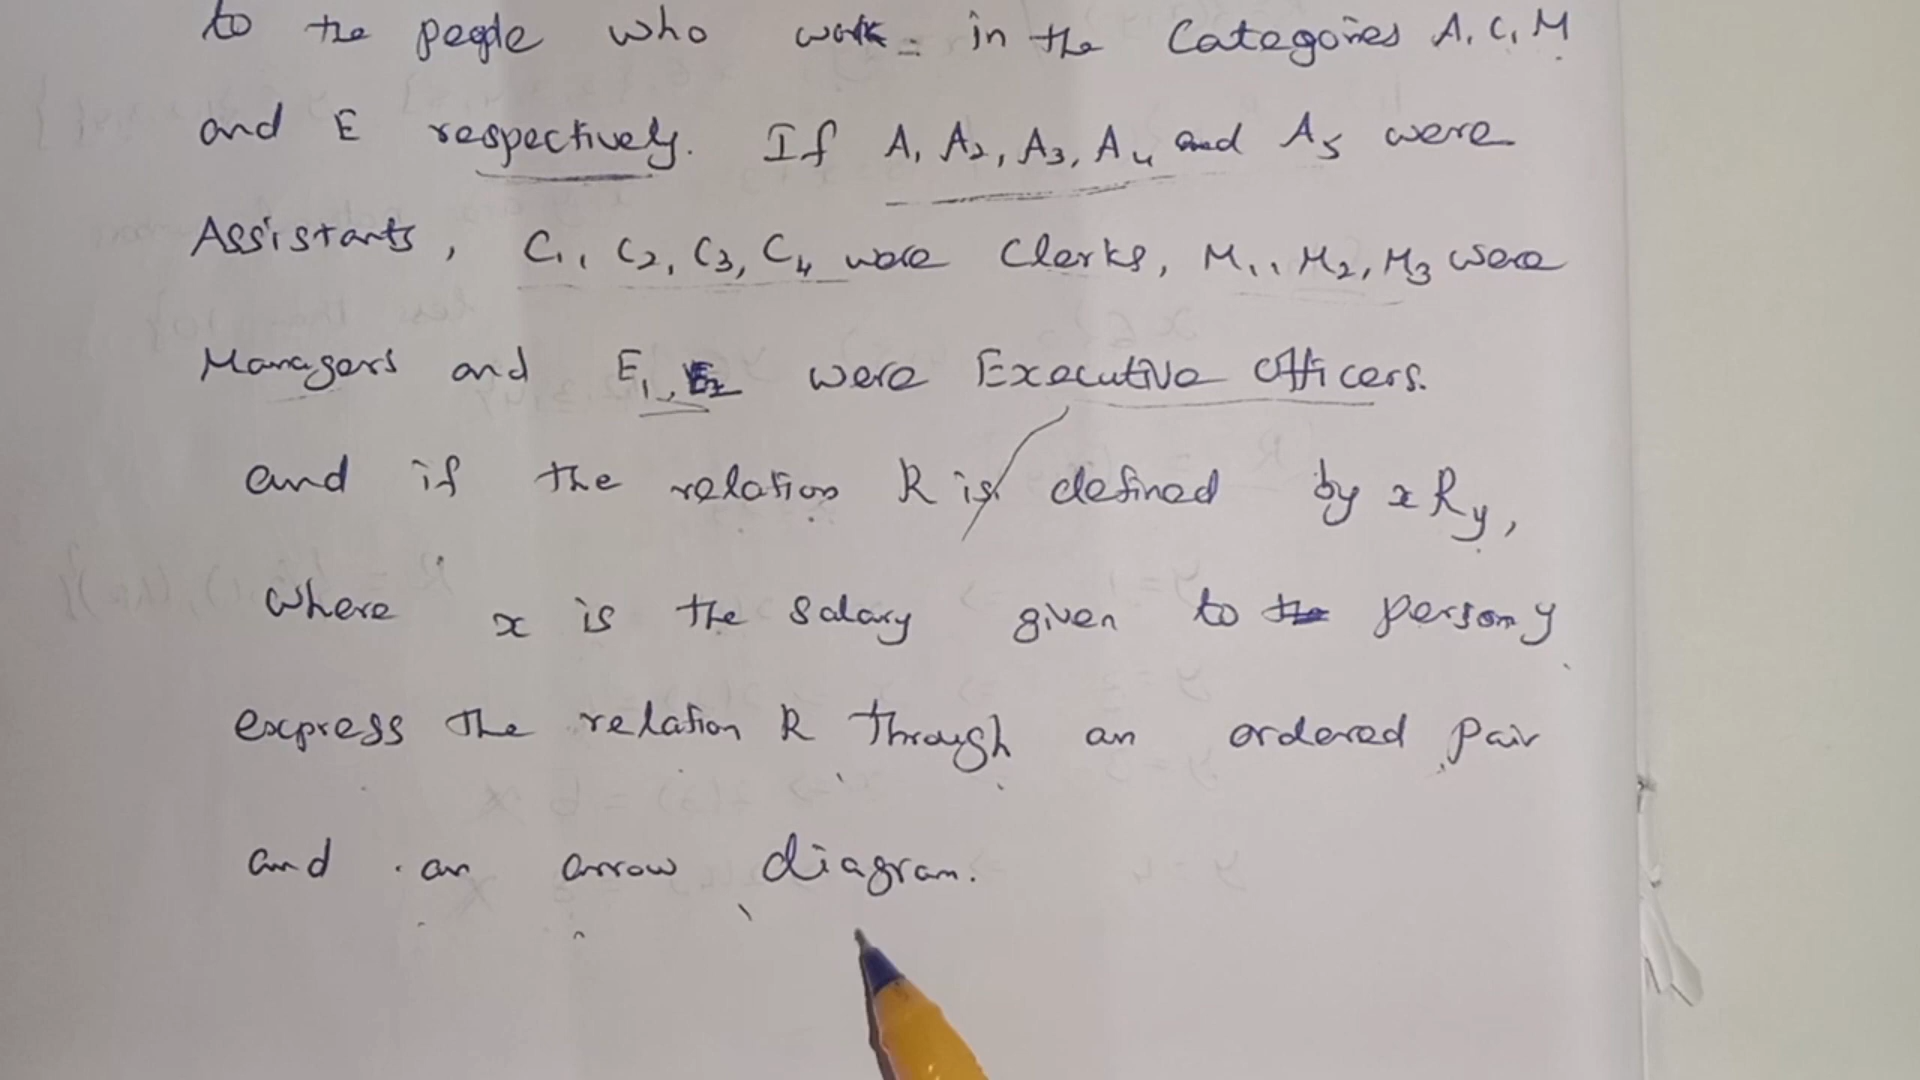 to the people who work in the Categories A, C, M
and E respectively. If A1 A2, A3, A4 and A5 were
Assistants, C1, C2, C3, C4 were Clerks, M1, M2, M3 were
Managers and E1, E2 were Executive Officers.
and if the relation R is defined by xRy,
where x is the salary given to person y
express the relation R through an ordered pair
and an arrow diagram.